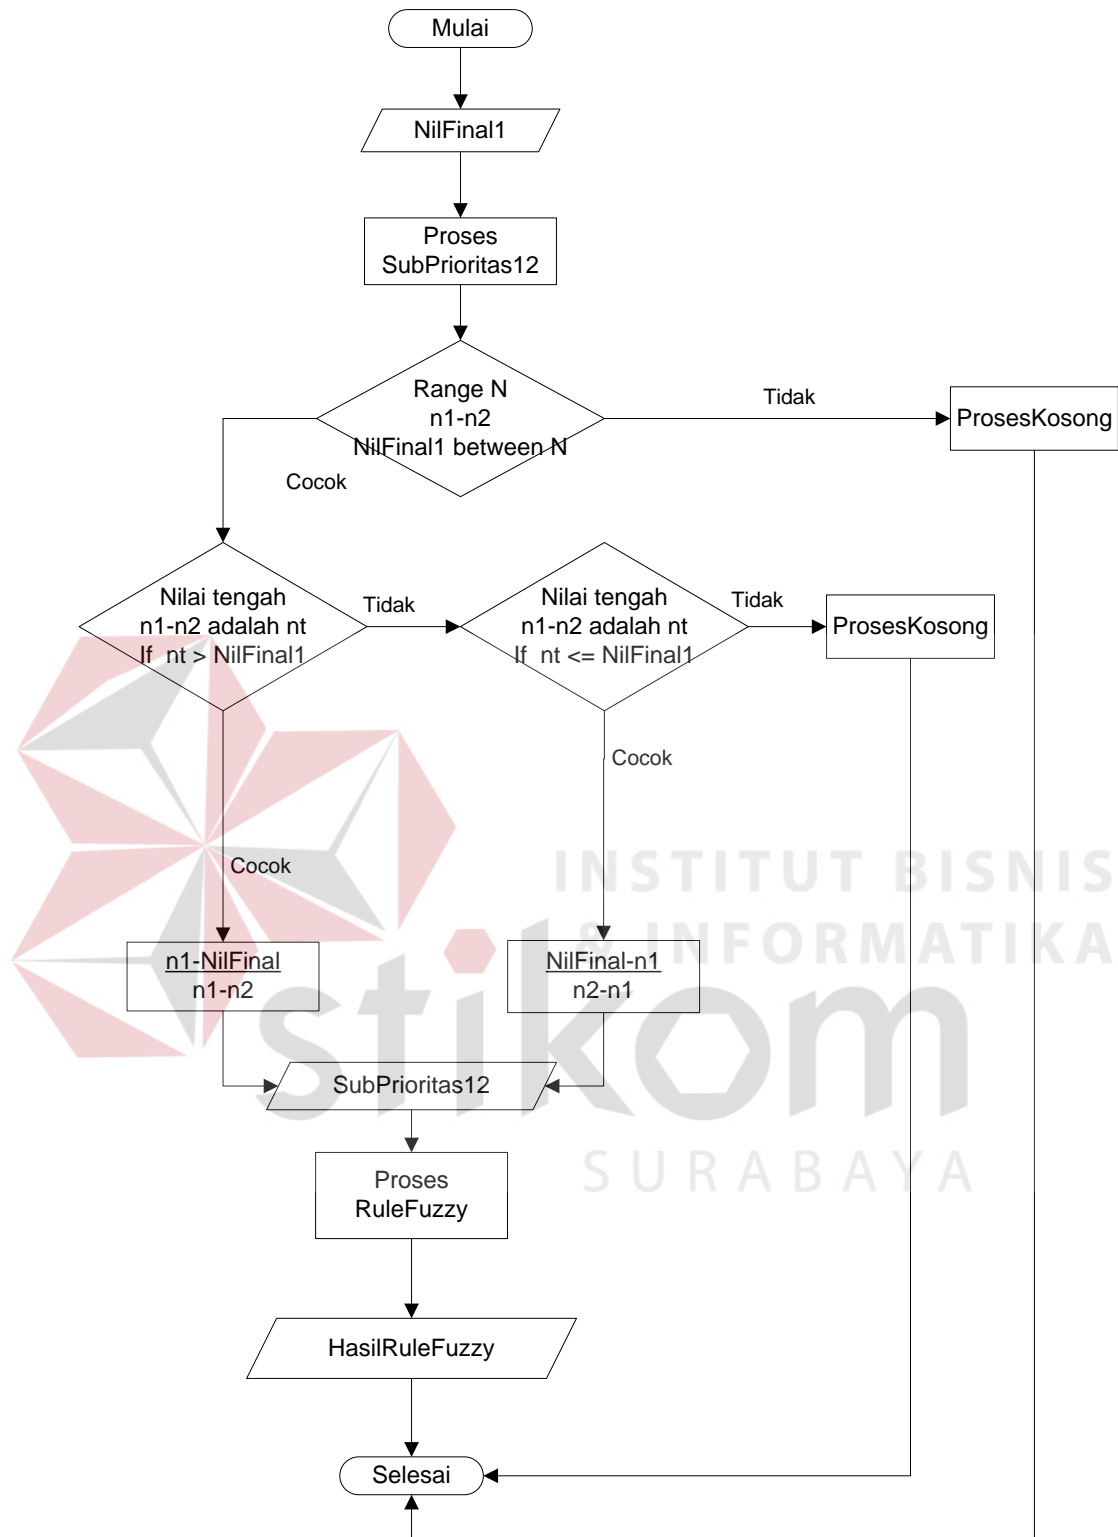 Mulai
NilFinal1
Proses
SubPrioritas12
Range N
n1-n2
NilFinal1 between N
Tidak
ProsesKosong
Cocok
Nilai tengah
n1-n2 adalah nt
If nt > NilFinal1
Tidak
Nilai tengah
n1-n2 adalah nt
If nt <= NilFinal1
Tidak
ProsesKosong
Cocok
Cocok
INSTITUT BISNIS
& INFORMATIKA
n1-NilFinal
n1-n2
NilFinal-n1
n2-n1
stikom
SURABAYA
SubPrioritas12
Proses
RuleFuzzy
HasilRuleFuzzy
Selesai